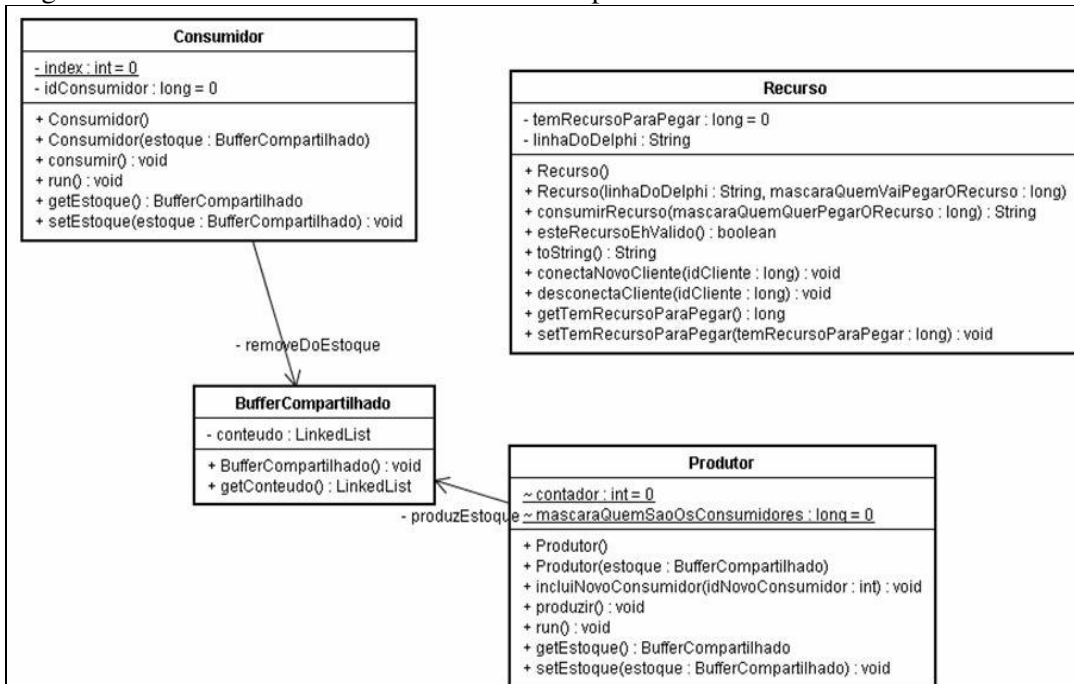 Consumidor
- index : int = 0
- idConsumidor : long = 0
+ Consumidor()
+ Consumidor(estoque : BufferCompartilhado)
+ consumir() : void
+ run() : void
+ getEstoque() : BufferCompartilhado
+ setEstoque(estoque : BufferCompartilhado) : void
Recurso
- temRecursoParaPegar : long = 0
- linhaDoDelphi : String
+ Recurso()
+ Recurso(linhaDoDelphi : String, mascaraQuemVaiPegarORecurso : long)
+ consumirRecurso(mascaraQuemQuerPegarORecurso : long) : String
+ esteRecursoEhValido() : boolean
+ toString() : String
+ conectaNovoCliente(idCliente : long) : void
+ desconectaCliente(idCliente : long) : void
+ getTemRecursoParaPegar() : long
+ setTemRecursoParaPegar(temRecursoParaPegar : long) : void
- removeDoEstoque
BufferCompartilhado
- conteudo : LinkedList
+ BufferCompartilhado() : void
+ getConteudo() : LinkedList
- produzEstoque
Produtor
~ contador : int = 0
~ mascaraQuemSaoOsConsumidores : long = 0
+ Produtor()
+ Produtor(estoque : BufferCompartilhado)
+ incluiNovoConsumidor(idNovoConsumidor : int) : void
+ produzir() : void
+ run() : void
+ getEstoque() : BufferCompartilhado
+ setEstoque(estoque : BufferCompartilhado) : void